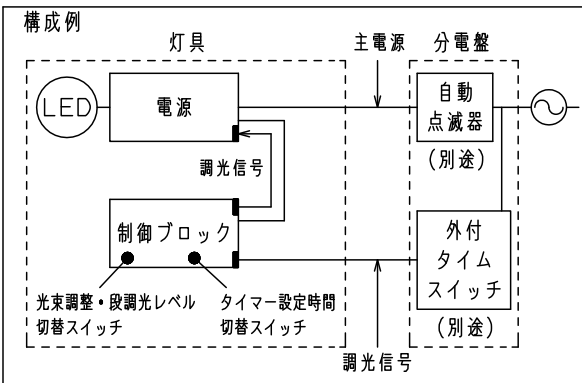 構成例
灯具
主電源
分電盤
LED
電源
自動
点滅器
(別途)
調光信号
制御ブロック
外付
タイム
スイッチ
(別途)
光束調整・段調光レベル
切替スイッチ
タイマー設定時間
切替スイッチ
調光信号